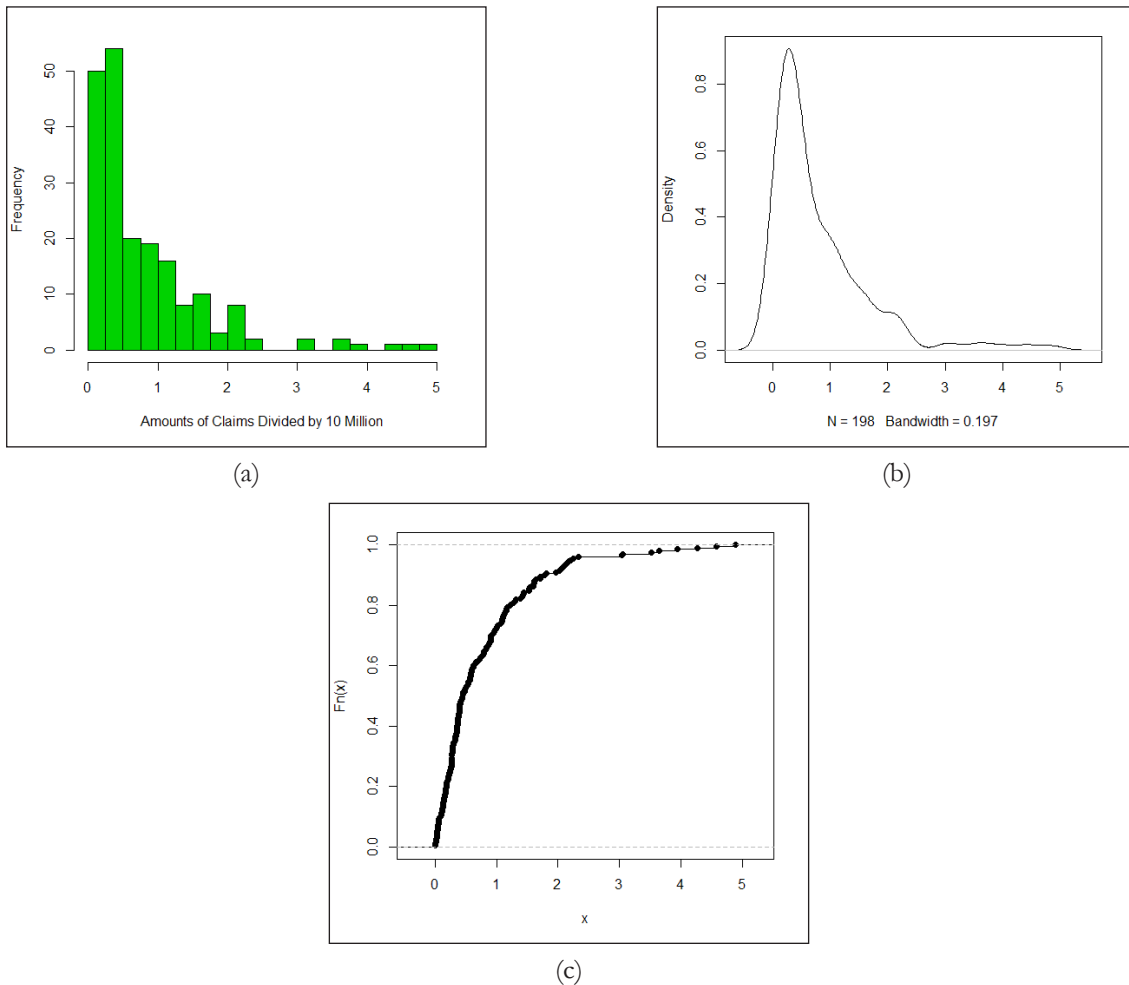 50
40
30
20
10
0
Frequency
0 1 2 3 4 5
Amounts of Claims Divided by 10 Million
(a)
0.8
0.6
0.4
0.2
0.0
Density
0 1 2 3 4 5
N = 198 Bandwidth = 0.197
(b)
1.0
0.8
0.6
0.4
0.2
0.0
Fn(x)
0 1 2 3 4 5
x
(c)